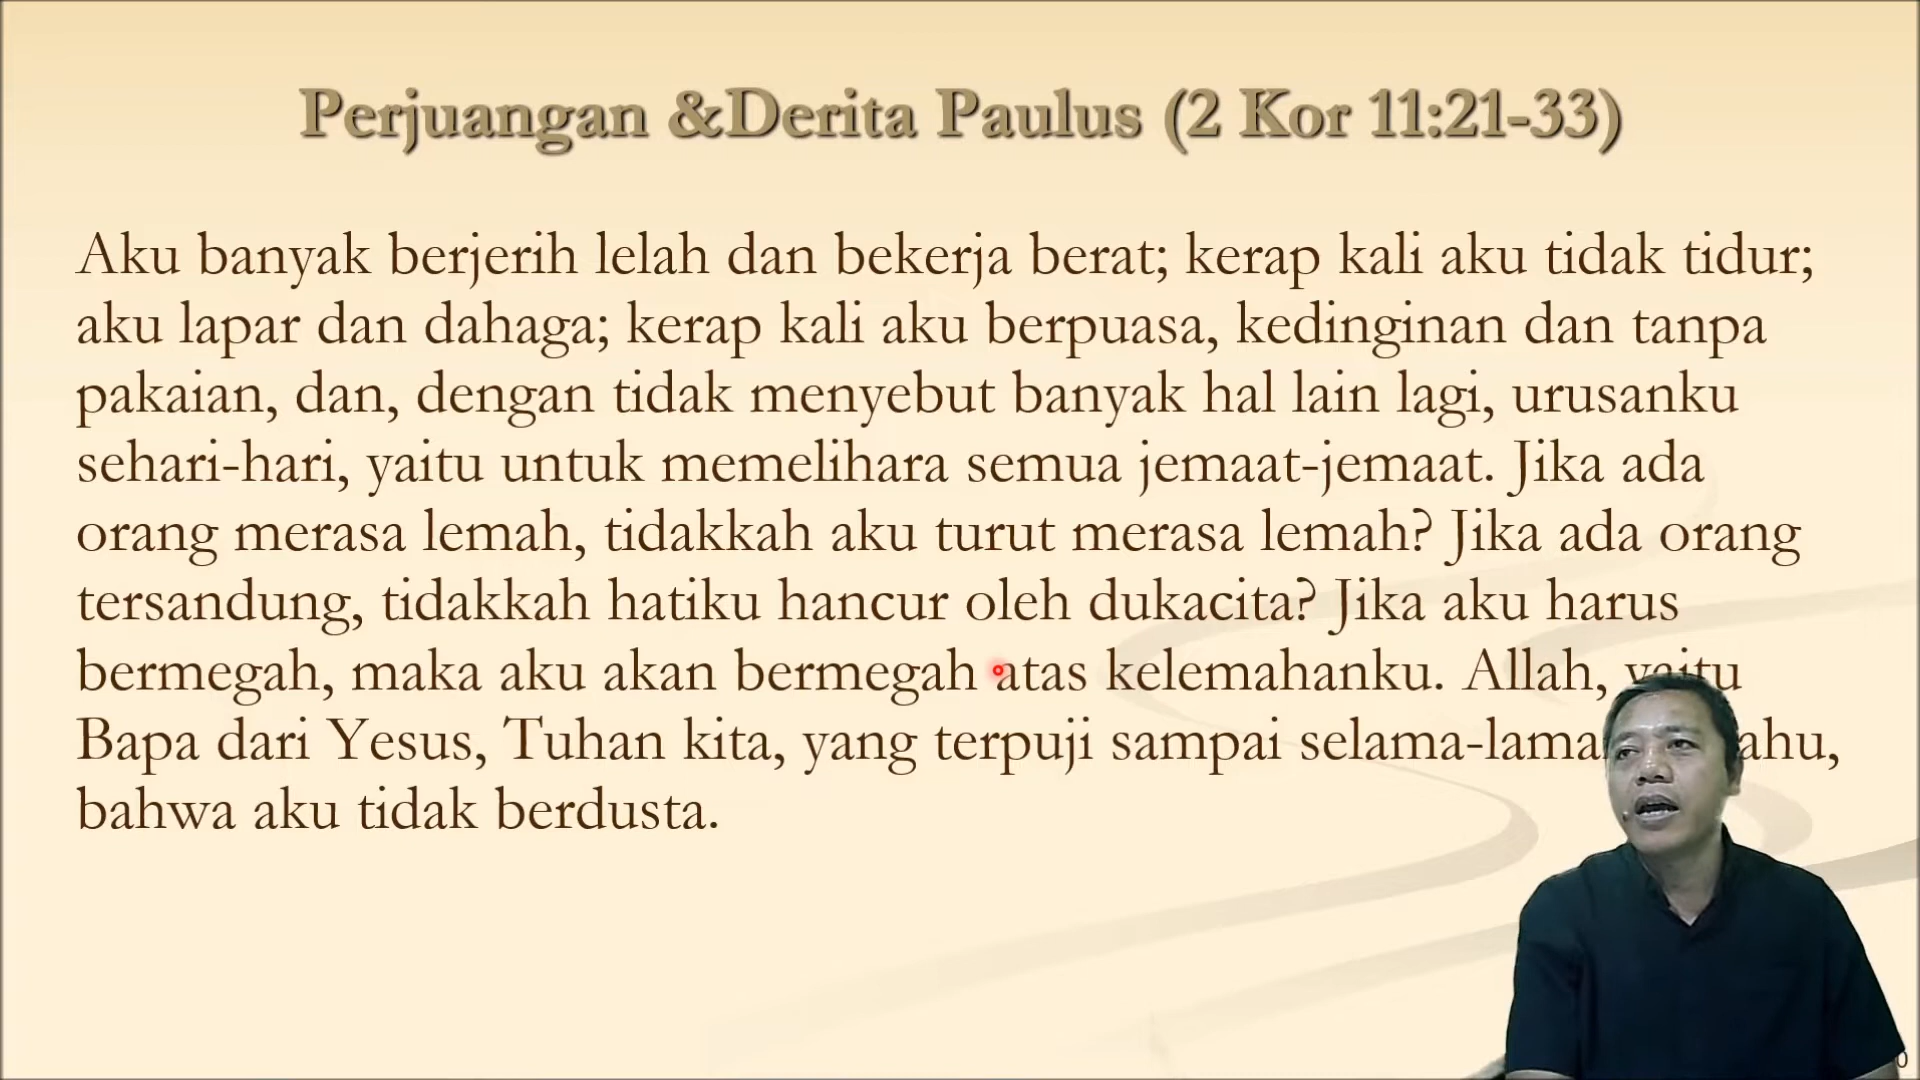 Perjuangan &Derita Paulus (2 Kor 11:21-33)
Aku banyak berjerih lelah dan bekerja berat; kerap kali aku tidak tidur;
aku lapar dan dahaga; kerap kali aku berpuasa, kedinginan dan tanpa
pakaian, dan, dengan tidak menyebut banyak hal lain lagi, urusanku
sehari-hari, yaitu untuk memelihara semua jemaat-jemaat. Jika ada
orang merasa lemah, tidakkah aku turut merasa lemah? Jika ada orang
tersandung, tidakkah hatiku hancur oleh dukacita? Jika aku harus
bermegah, maka aku akan bermegah atas kelemahanku. Allah, yaitu
Bapa dari Yesus, Tuhan kita, yang terpuji sampai
bahwa aku tidak berdusta.